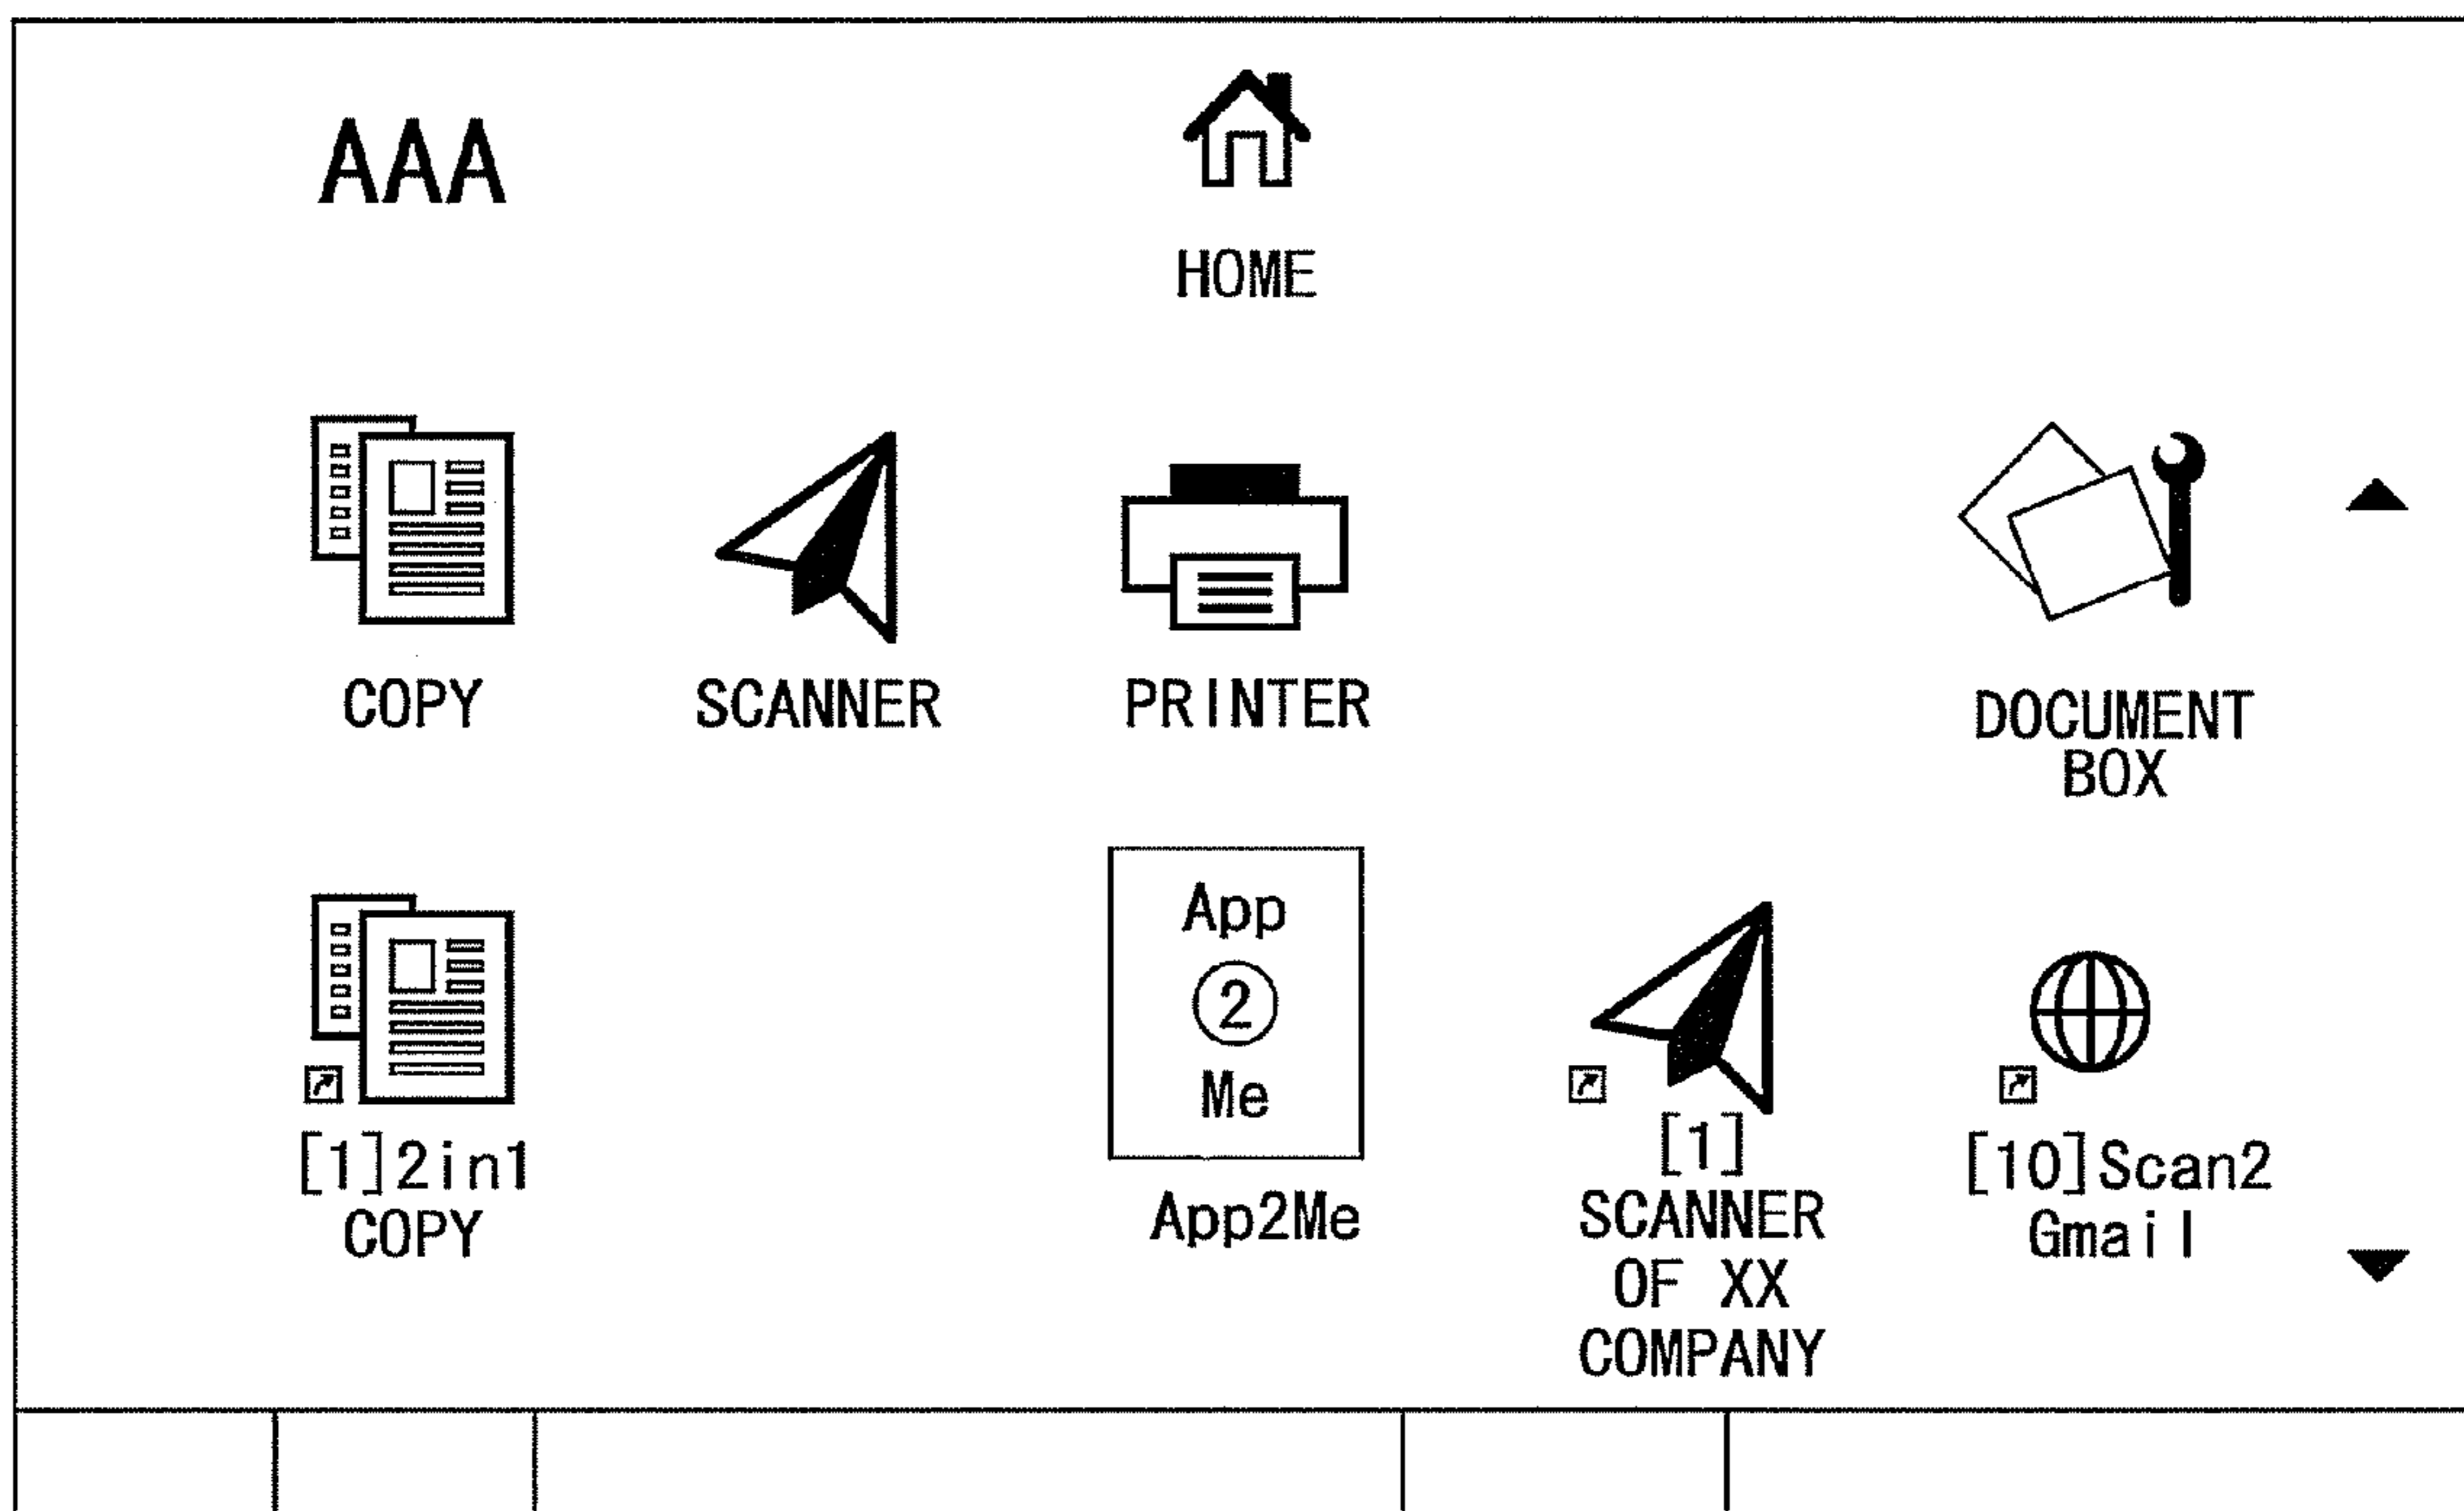 AAA
HOME
COPY
SCANNER
PRINTER
DOCUMENT
BOX
App
2
Me
[1]2in1
COPY
App2Me
[1]
SCANNER
OF XX
COMPANY
[10]Scan2
Gmail